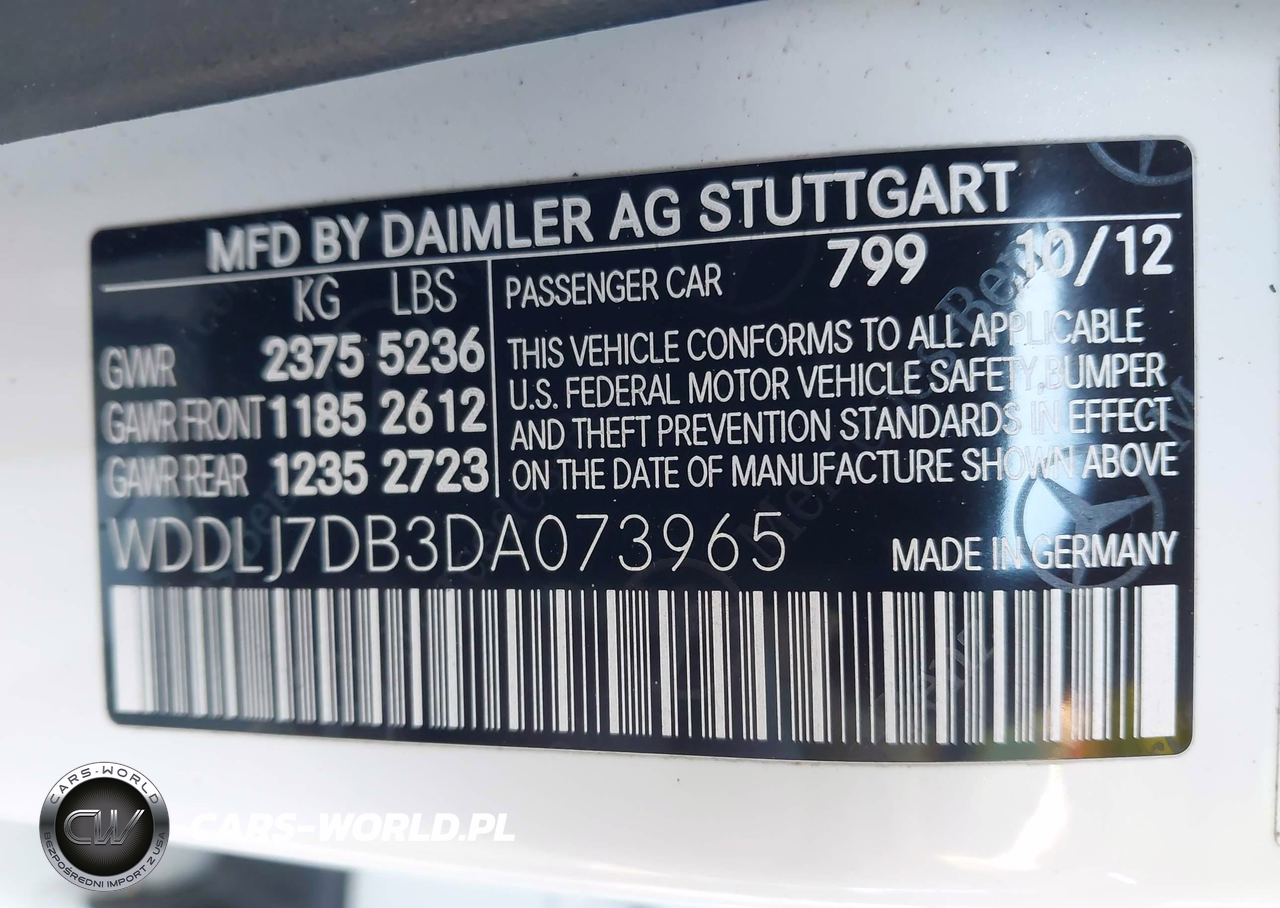 MFD BY DAIMLER AG STUTTGART
KG LBS
GVWR 2375 5236
GAWR FRONT 1185 2612
GAWR REAR 1235 2723
PASSENGER CAR 799 10/12
THIS VEHICLE CONFORMS TO ALL APPLICABLE
U.S. FEDERAL MOTOR VEHICLE SAFETY, BUMPER
AND THEFT PREVENTION STANDARDS IN EFFECT
ON THE DATE OF MANUFACTURE SHOWN ABOVE
WDDLJ7DB3DA073965
MADE IN GERMANY
CARS-WORLD
CW
BEZPOŚREDNI IMPORT Z USA
CARS-WORLD.PL